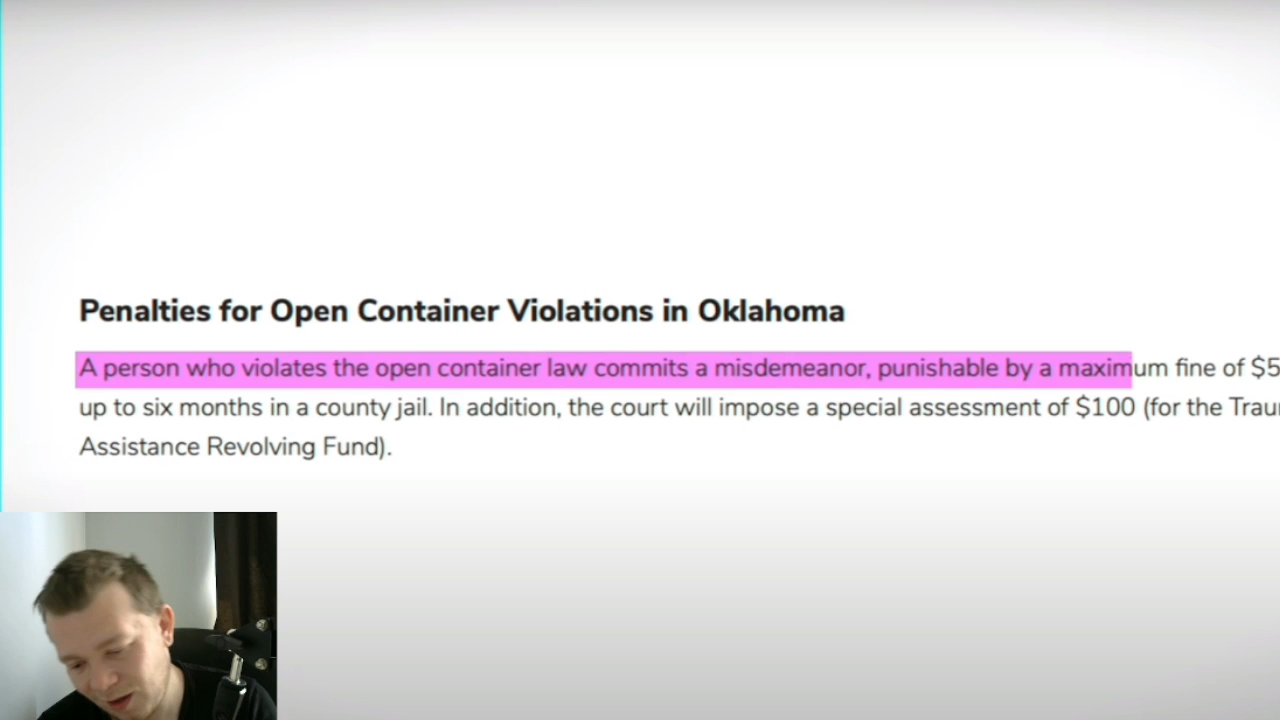 Penalties for Open Container Violations in Oklahoma
A person who violates the open container law commits a misdemeanor, punishable by a maximum fine of $5
up to six months in a county jail. In addition, the court will impose a special assessment of $100 (for the
Assistance Revolving Fund).